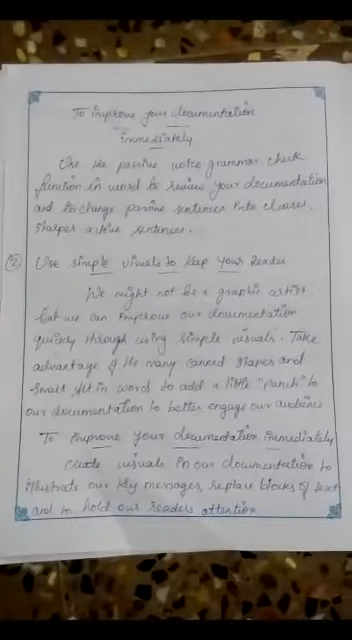 To improve your documentation
immediately
Use the passive voice grammar check
function in word to review your documentation
and to change passive sentences into clearer,
sharper active sentences.
② Use simple visuals to keep your Reader
We might not be a graphic artist,
but we can improve our documentation
quickly through using simple visuals. Take
advantage of the many canned shapes and
Smart Art in word to add a little "punch" to
our documentation to better engage our audience
To improve your documentation immediately
Create visuals in our documentation to
illustrate our key messages, replace blocks of text
and to hold our readers attention